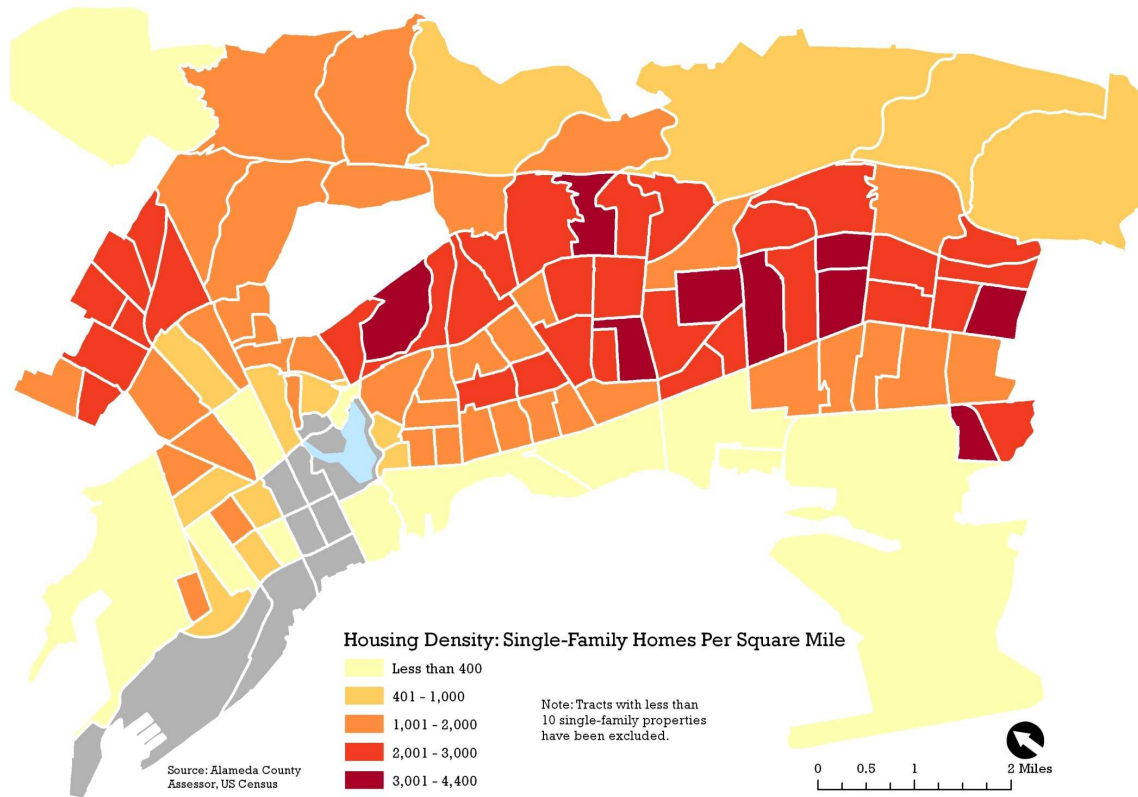 Housing Density: Single-Family Homes Per Square Mile
Less than 400
401 - 1,000
1,001 - 2,000
2,001 - 3,000
3,001 - 4,400
Note: Tracts with less than
10 single-family properties
have been excluded.
Source: Alameda County
Assessor, US Census
0 0.5 1 2 Miles